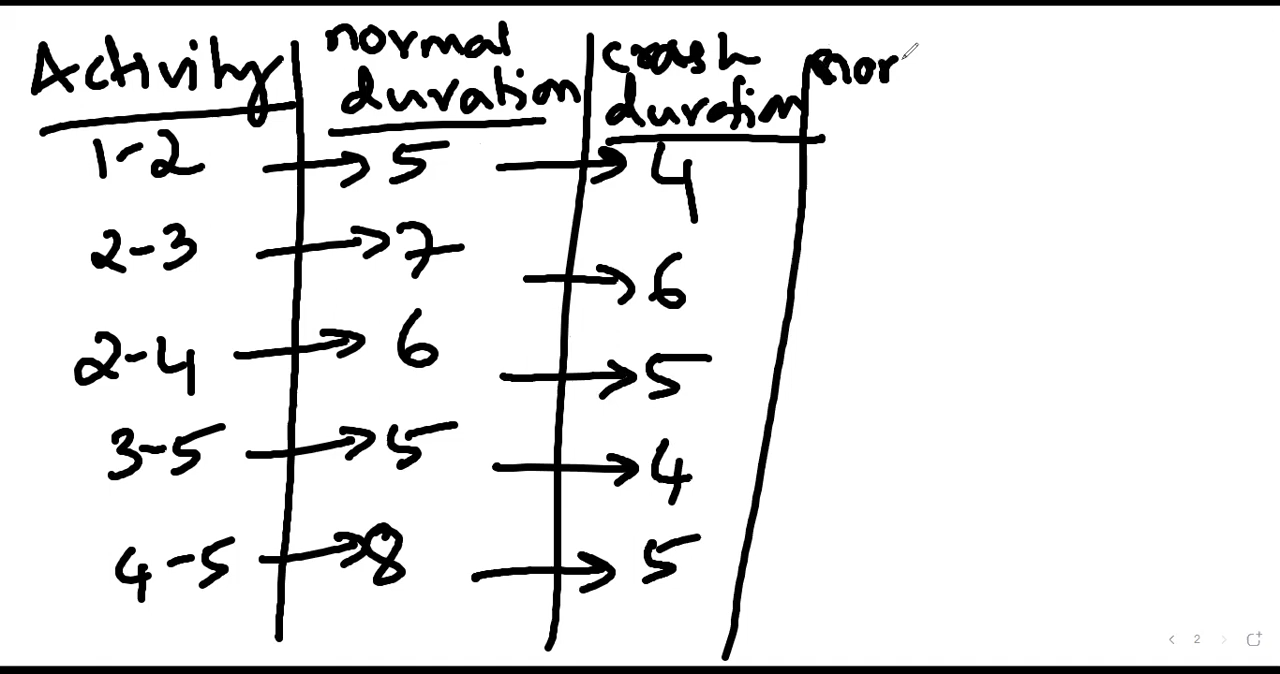 Activity normal duration crash duration nor
1-2 → 5 → 4
2-3 → 7 → 6
2-4 → 6 → 5
3-5 → 5 → 4
4-5 → 8 → 5
< 2 >